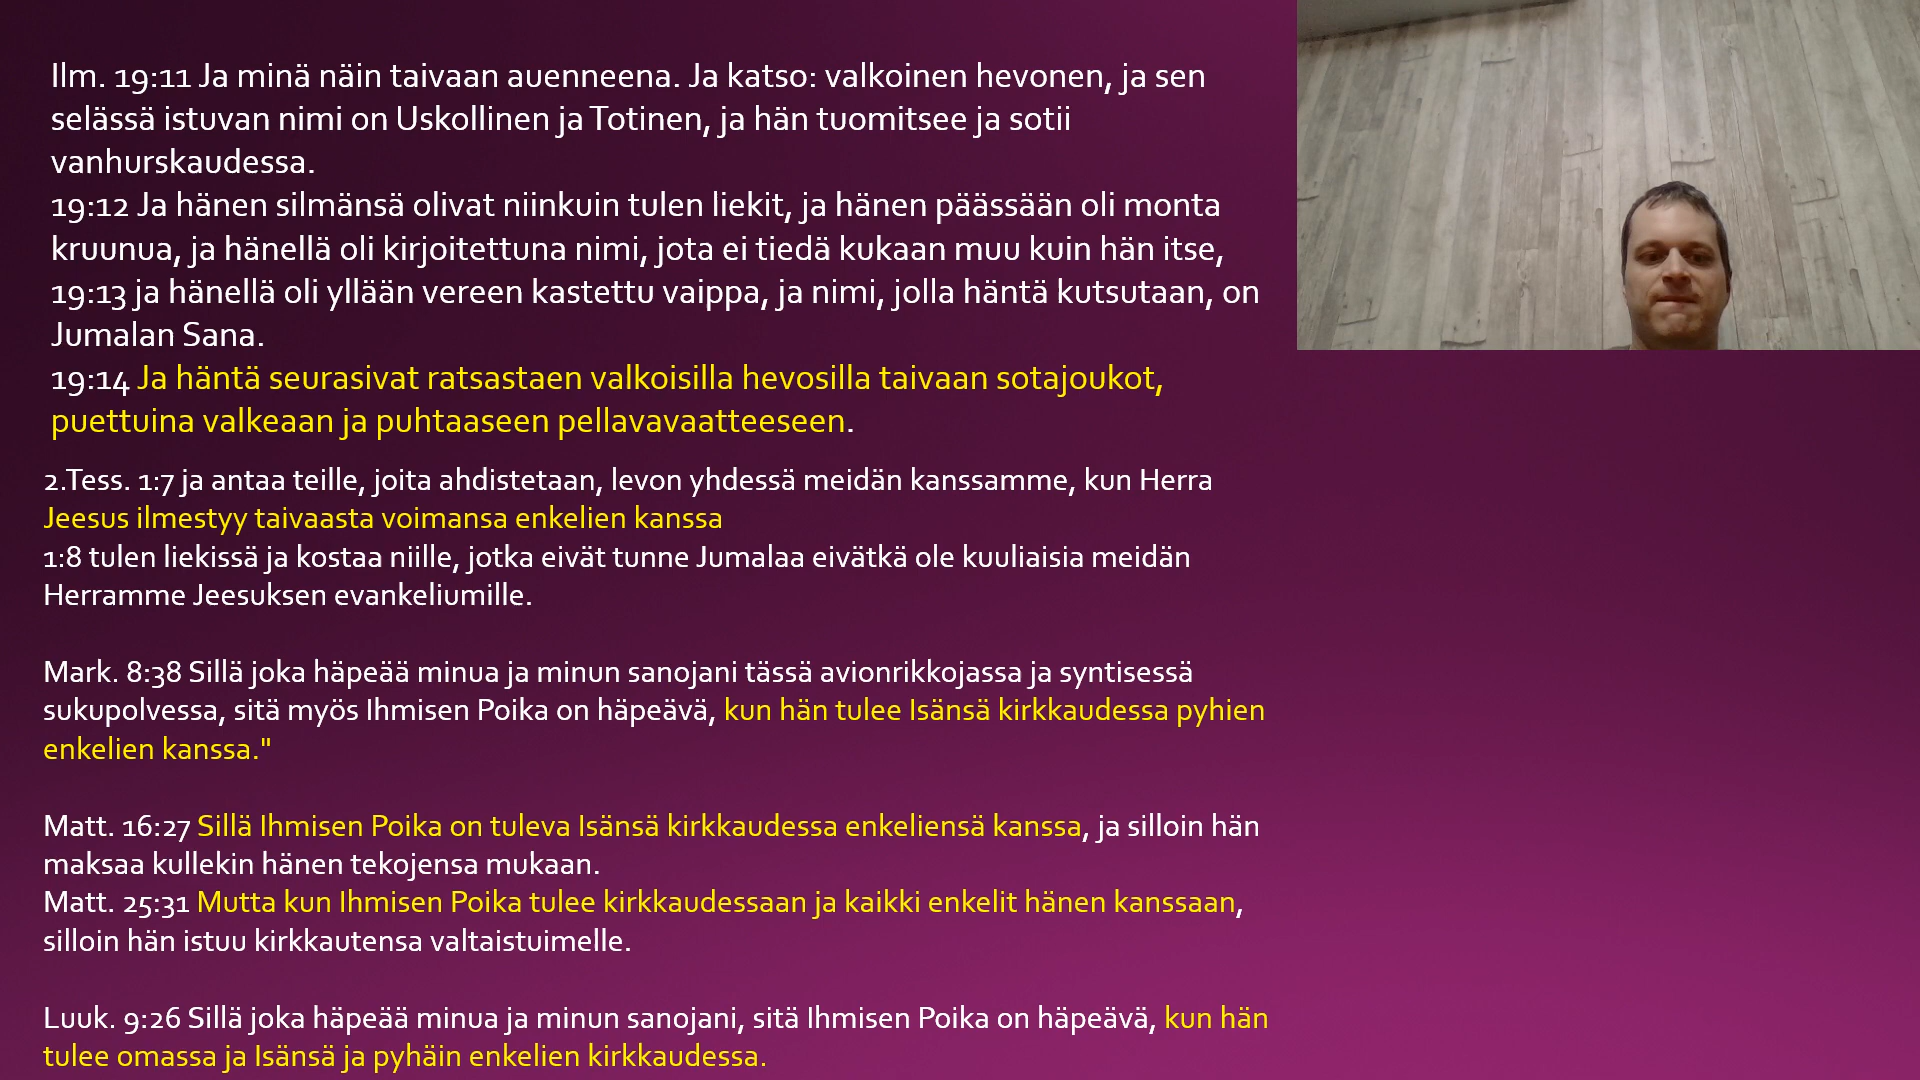 Ilm. 19:11 Ja minä näin taivaan auenneena. Ja katso: valkoinen hevonen, ja sen
selässä istuvan nimi on Uskollinen ja Totinen, ja hän tuomitsee ja sotii
vanhurskaudessa.
19:12 Ja hänen silmänsä olivat niinkuin tulen liekit, ja hänen päässään oli monta
kruunua, ja hänellä oli kirjoitettuna nimi, jota ei tiedä kukaan muu kuin hän itse,
19:13 ja hänellä oli yllään vereen kastettu vaippa, ja nimi, jolla häntä kutsutaan, on
Jumalan Sana.
19:14 Ja häntä seurasivat ratsastaen valkoisilla hevosilla taivaan sotajoukot,
puettuina valkeaan ja puhtaaseen pellavavaatteeseen.
2.Tess. 1:7 ja antaa teille, joita ahdistetaan, levon yhdessä meidän kanssamme, kun Herra
Jeesus ilmestyy taivaasta voimansa enkelien kanssa
1:8 tulen liekissä ja kostaa niille, jotka eivät tunne Jumalaa eivätkä ole kuuliaisia meidän
Herramme Jeesuksen evankeliumille.
Mark. 8:38 Sillä joka häpeää minua ja minun sanojani tässä avionrikkojassa ja syntisessä
sukupolvessa, sitä myös Ihmisen Poika on häpeävä, kun hän tulee Isänsä kirkkaudessa pyhien
enkelien kanssa."
Matt. 16:27 Sillä Ihmisen Poika on tuleva Isänsä kirkkaudessa enkeliensä kanssa, ja silloin hän
maksaa kullekin hänen tekojensa mukaan.
Matt. 25:31 Mutta kun Ihmisen Poika tulee kirkkaudessaan ja kaikki enkelit hänen kanssaan,
silloin hän istuu kirkkautensa valtaistuimelle.
Luuk. 9:26 Sillä joka häpeää minua ja minun sanojani, sitä Ihmisen Poika on häpeävä, kun hän
tulee omassa ja Isänsä ja pyhäin enkelien kirkkaudessa.